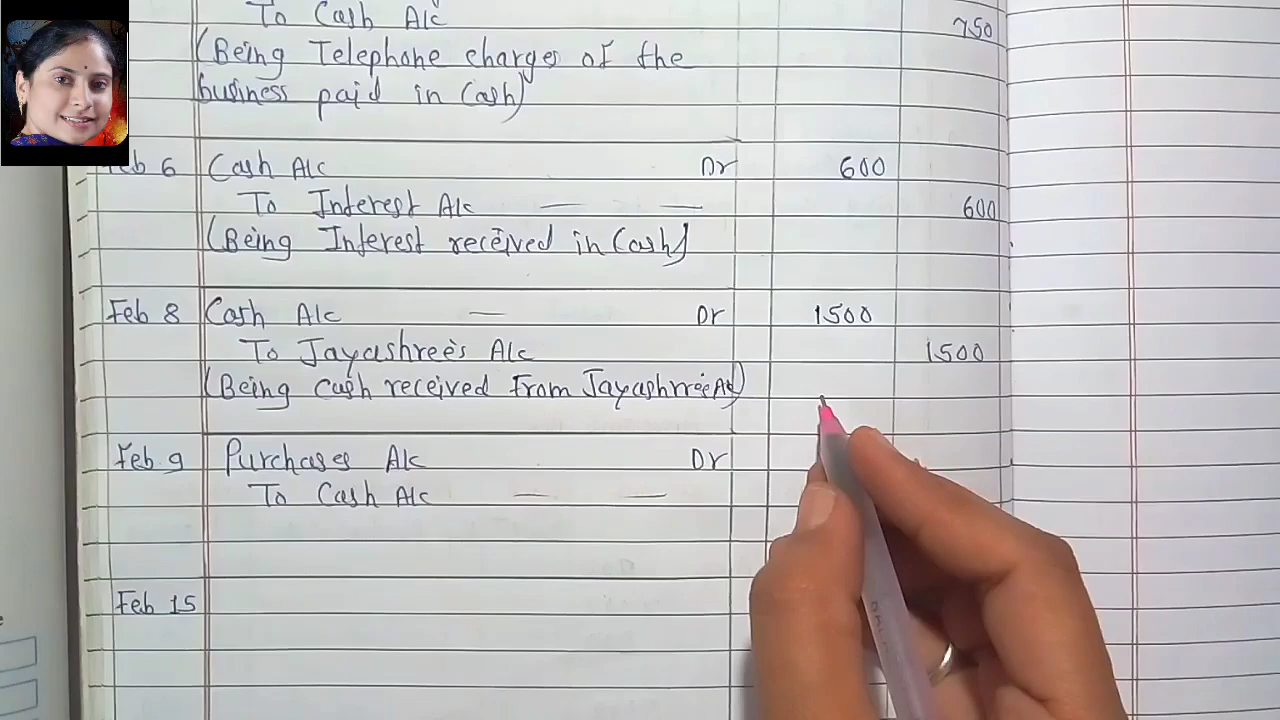 To Cash A/c 750
(Being Telephone charges of the
business paid in Cash)
Feb 6 Cash A/c Dr 600
To Interest A/c — — 600
(Being Interest received in Cash)
Feb 8 Cash A/c — Dr 1500
To Jayashree's A/c 1500
(Being cash received from Jayashree A/c)
Feb 9 Purchases A/c Dr
To Cash A/c — —
Feb 15